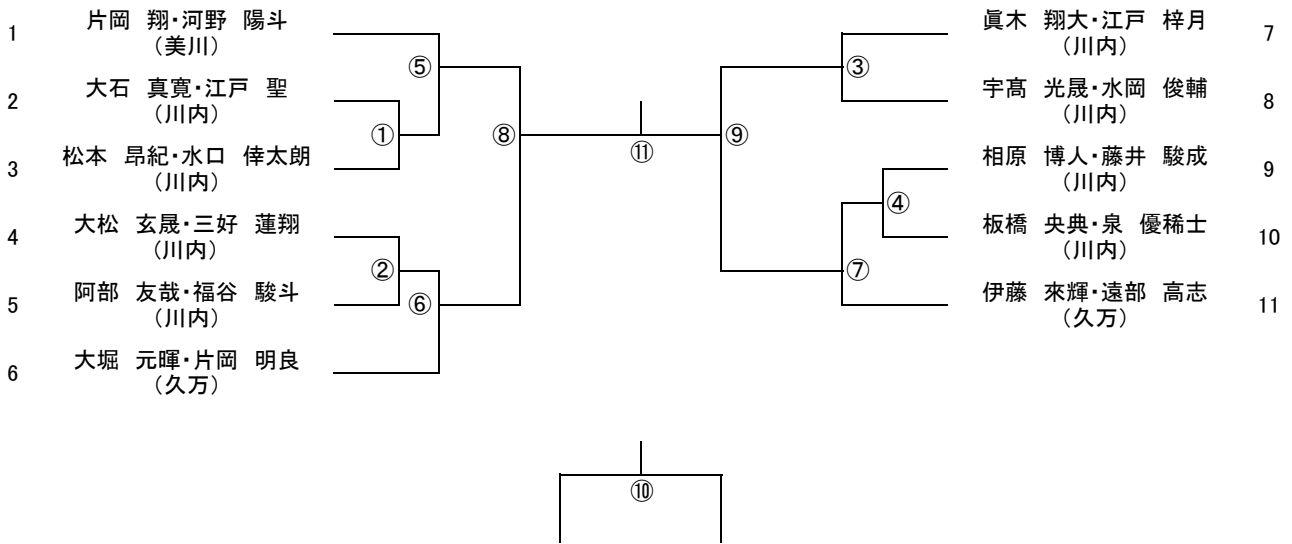 1
片岡　翔・河野　陽斗
（美川）
2
大石　真寛・江戸　聖
（川内）
3
松本　昂紀・水口　倖太朗
（川内）
4
大松　玄晟・三好　蓮翔
（川内）
5
阿部　友哉・福谷　駿斗
（川内）
6
大堀　元暉・片岡　明良
（久万）
⑤
①
⑧
②
⑥
⑪
⑨
③
④
⑦
眞木　翔大・江戸　梓月
（川内）
7
宇髙　光晟・水岡　俊輔
（川内）
8
相原　博人・藤井　駿成
（川内）
9
板橋　央典・泉　優稀士
（川内）
10
伊藤　來輝・遠部　高志
（久万）
11
⑩